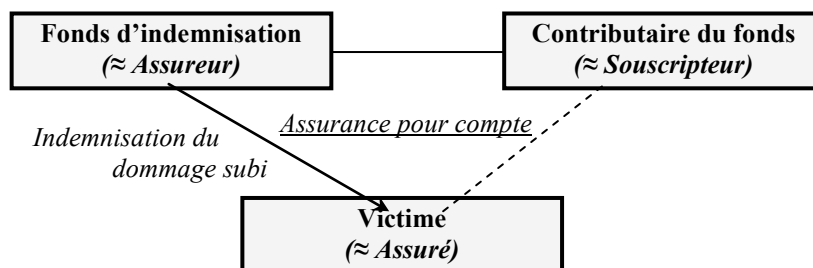 Fonds d’indemnisation
(≈ Assureur)
Contributaire du fonds
(≈ Souscripteur)
Assurance pour compte
Indemnisation du
dommage subi
Victime
(≈ Assuré)